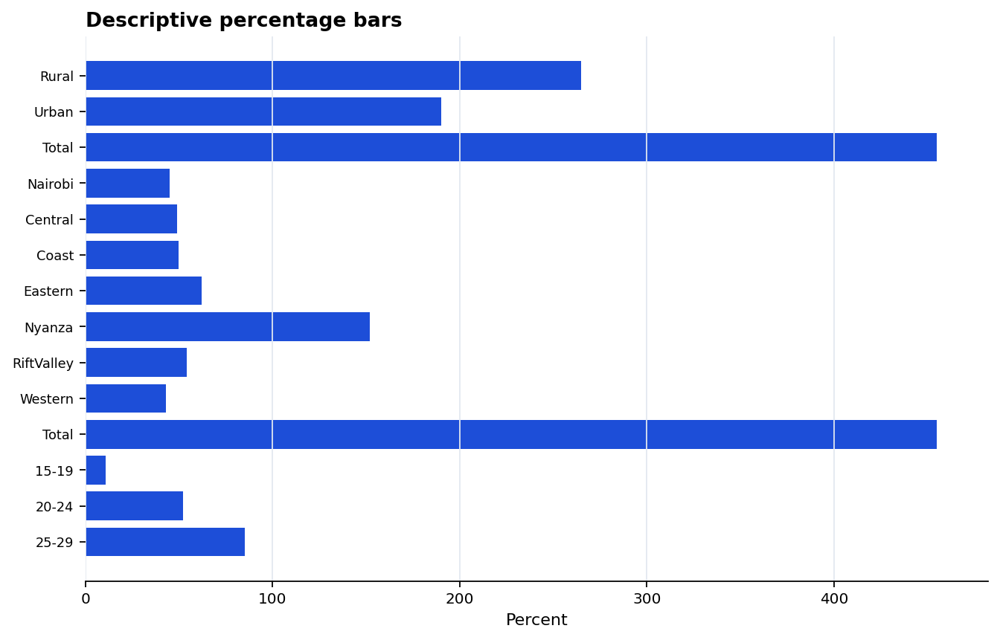 Descriptive percentage bars
Rural
Urban
Total
Nairobi
Central
Coast
Eastern
Nyanza
RiftValley
Western
Total
15-19
20-24
25-29
0 100 200 300 400
Percent